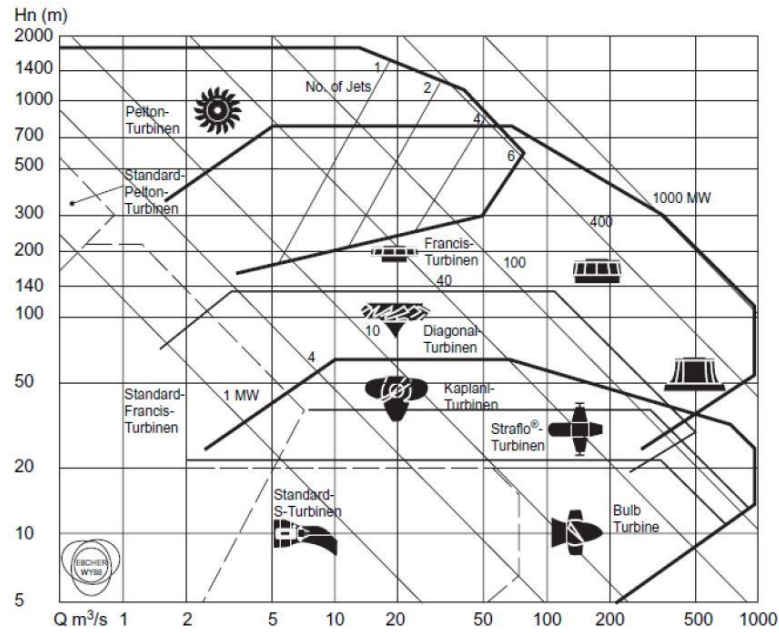 Hn (m)
2000
1400
1000
700
500
300
200
140
100
50
20
10
5
No. of Jets
1
2
4
6
Pelton-
Turbinen
Standard-
Pelton-
Turbinen
1000 MW
400
100
40
10
4
1 MW
Francis-
Turbinen
Diagonal-
Turbinen
Standard-
Francis-
Turbinen
Kaplani-
Turbinen
Straflo®-
Turbinen
Standard-
S-Turbinen
Bulb
Turbine
WY88
Q m³/s 1 2 5 10 20 50 100 200 500 1000